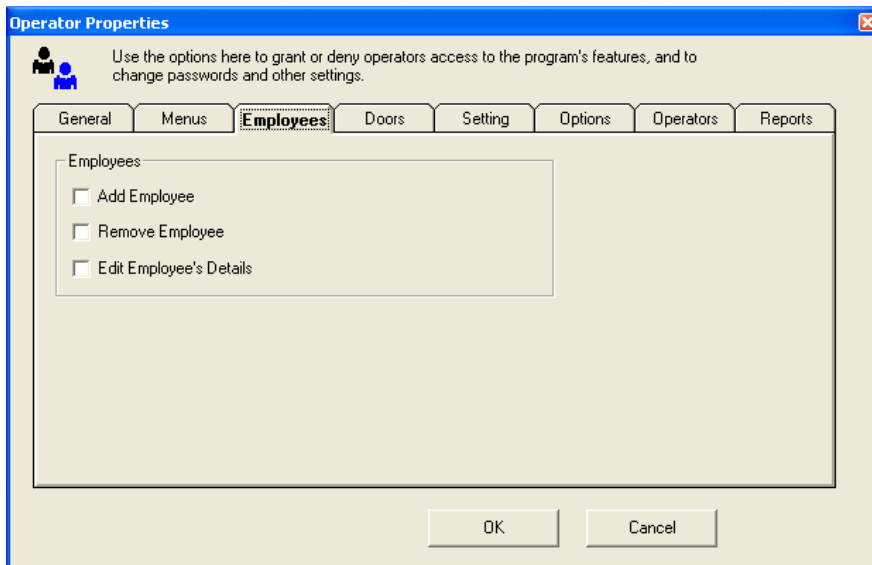 Operator Properties
Use the options here to grant or deny operators access to the program's features, and to
change passwords and other settings.
General Menus Employees Doors Setting Options Operators Reports
Employees
Add Employee
Remove Employee
Edit Employee's Details
OK Cancel